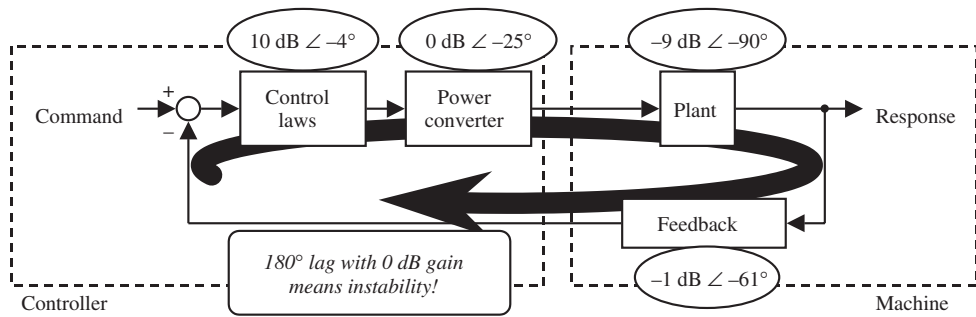 10 dB ∠ –4°
0 dB ∠ –25°
–9 dB ∠ –90°
Command
+
–
Control
laws
Power
converter
Plant
Response
Feedback
180° lag with 0 dB gain
means instability!
–1 dB ∠ –61°
Controller
Machine